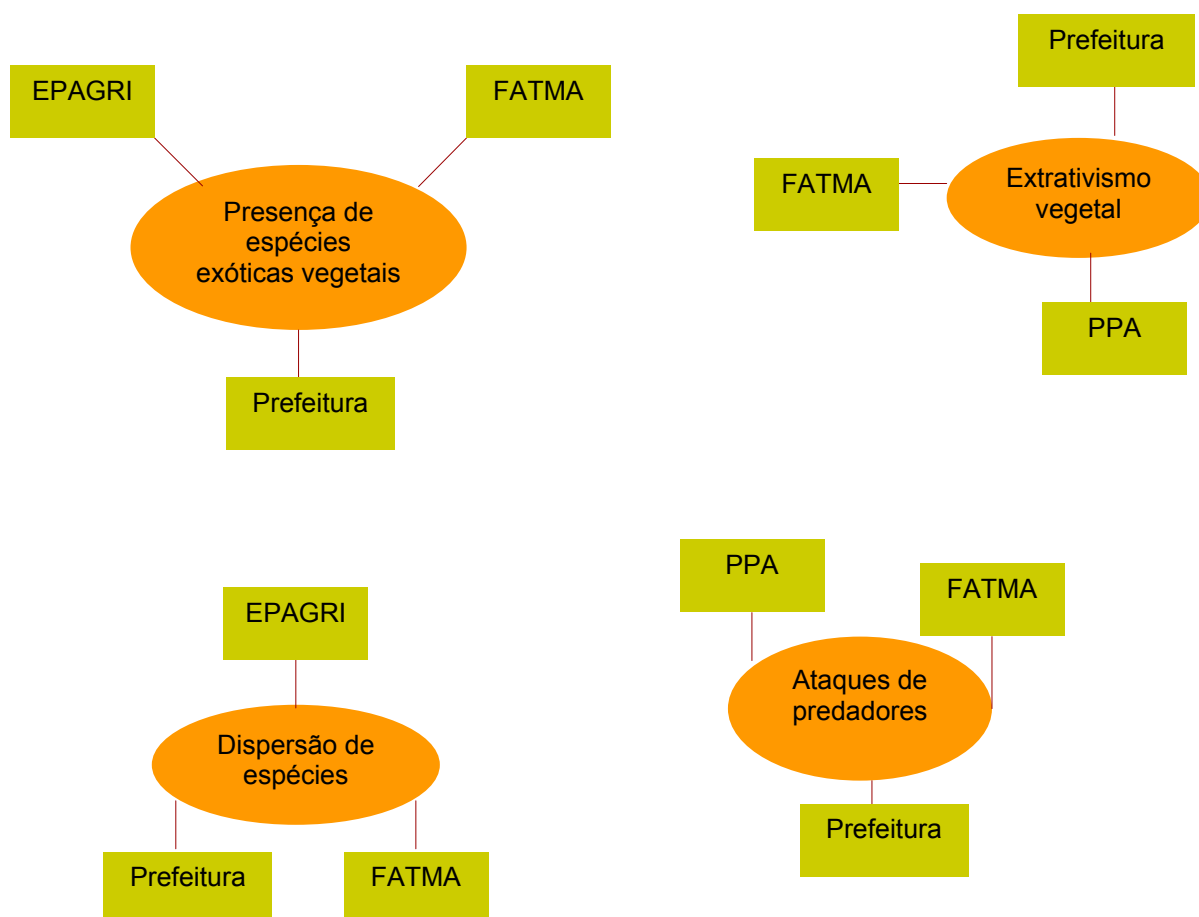 EPAGRI
FATMA
Presença de
espécies
exóticas vegetais
Prefeitura
Prefeitura
FATMA
Extrativismo
vegetal
PPA
EPAGRI
Dispersão de
espécies
Prefeitura
FATMA
PPA
FATMA
Ataques de
predadores
Prefeitura